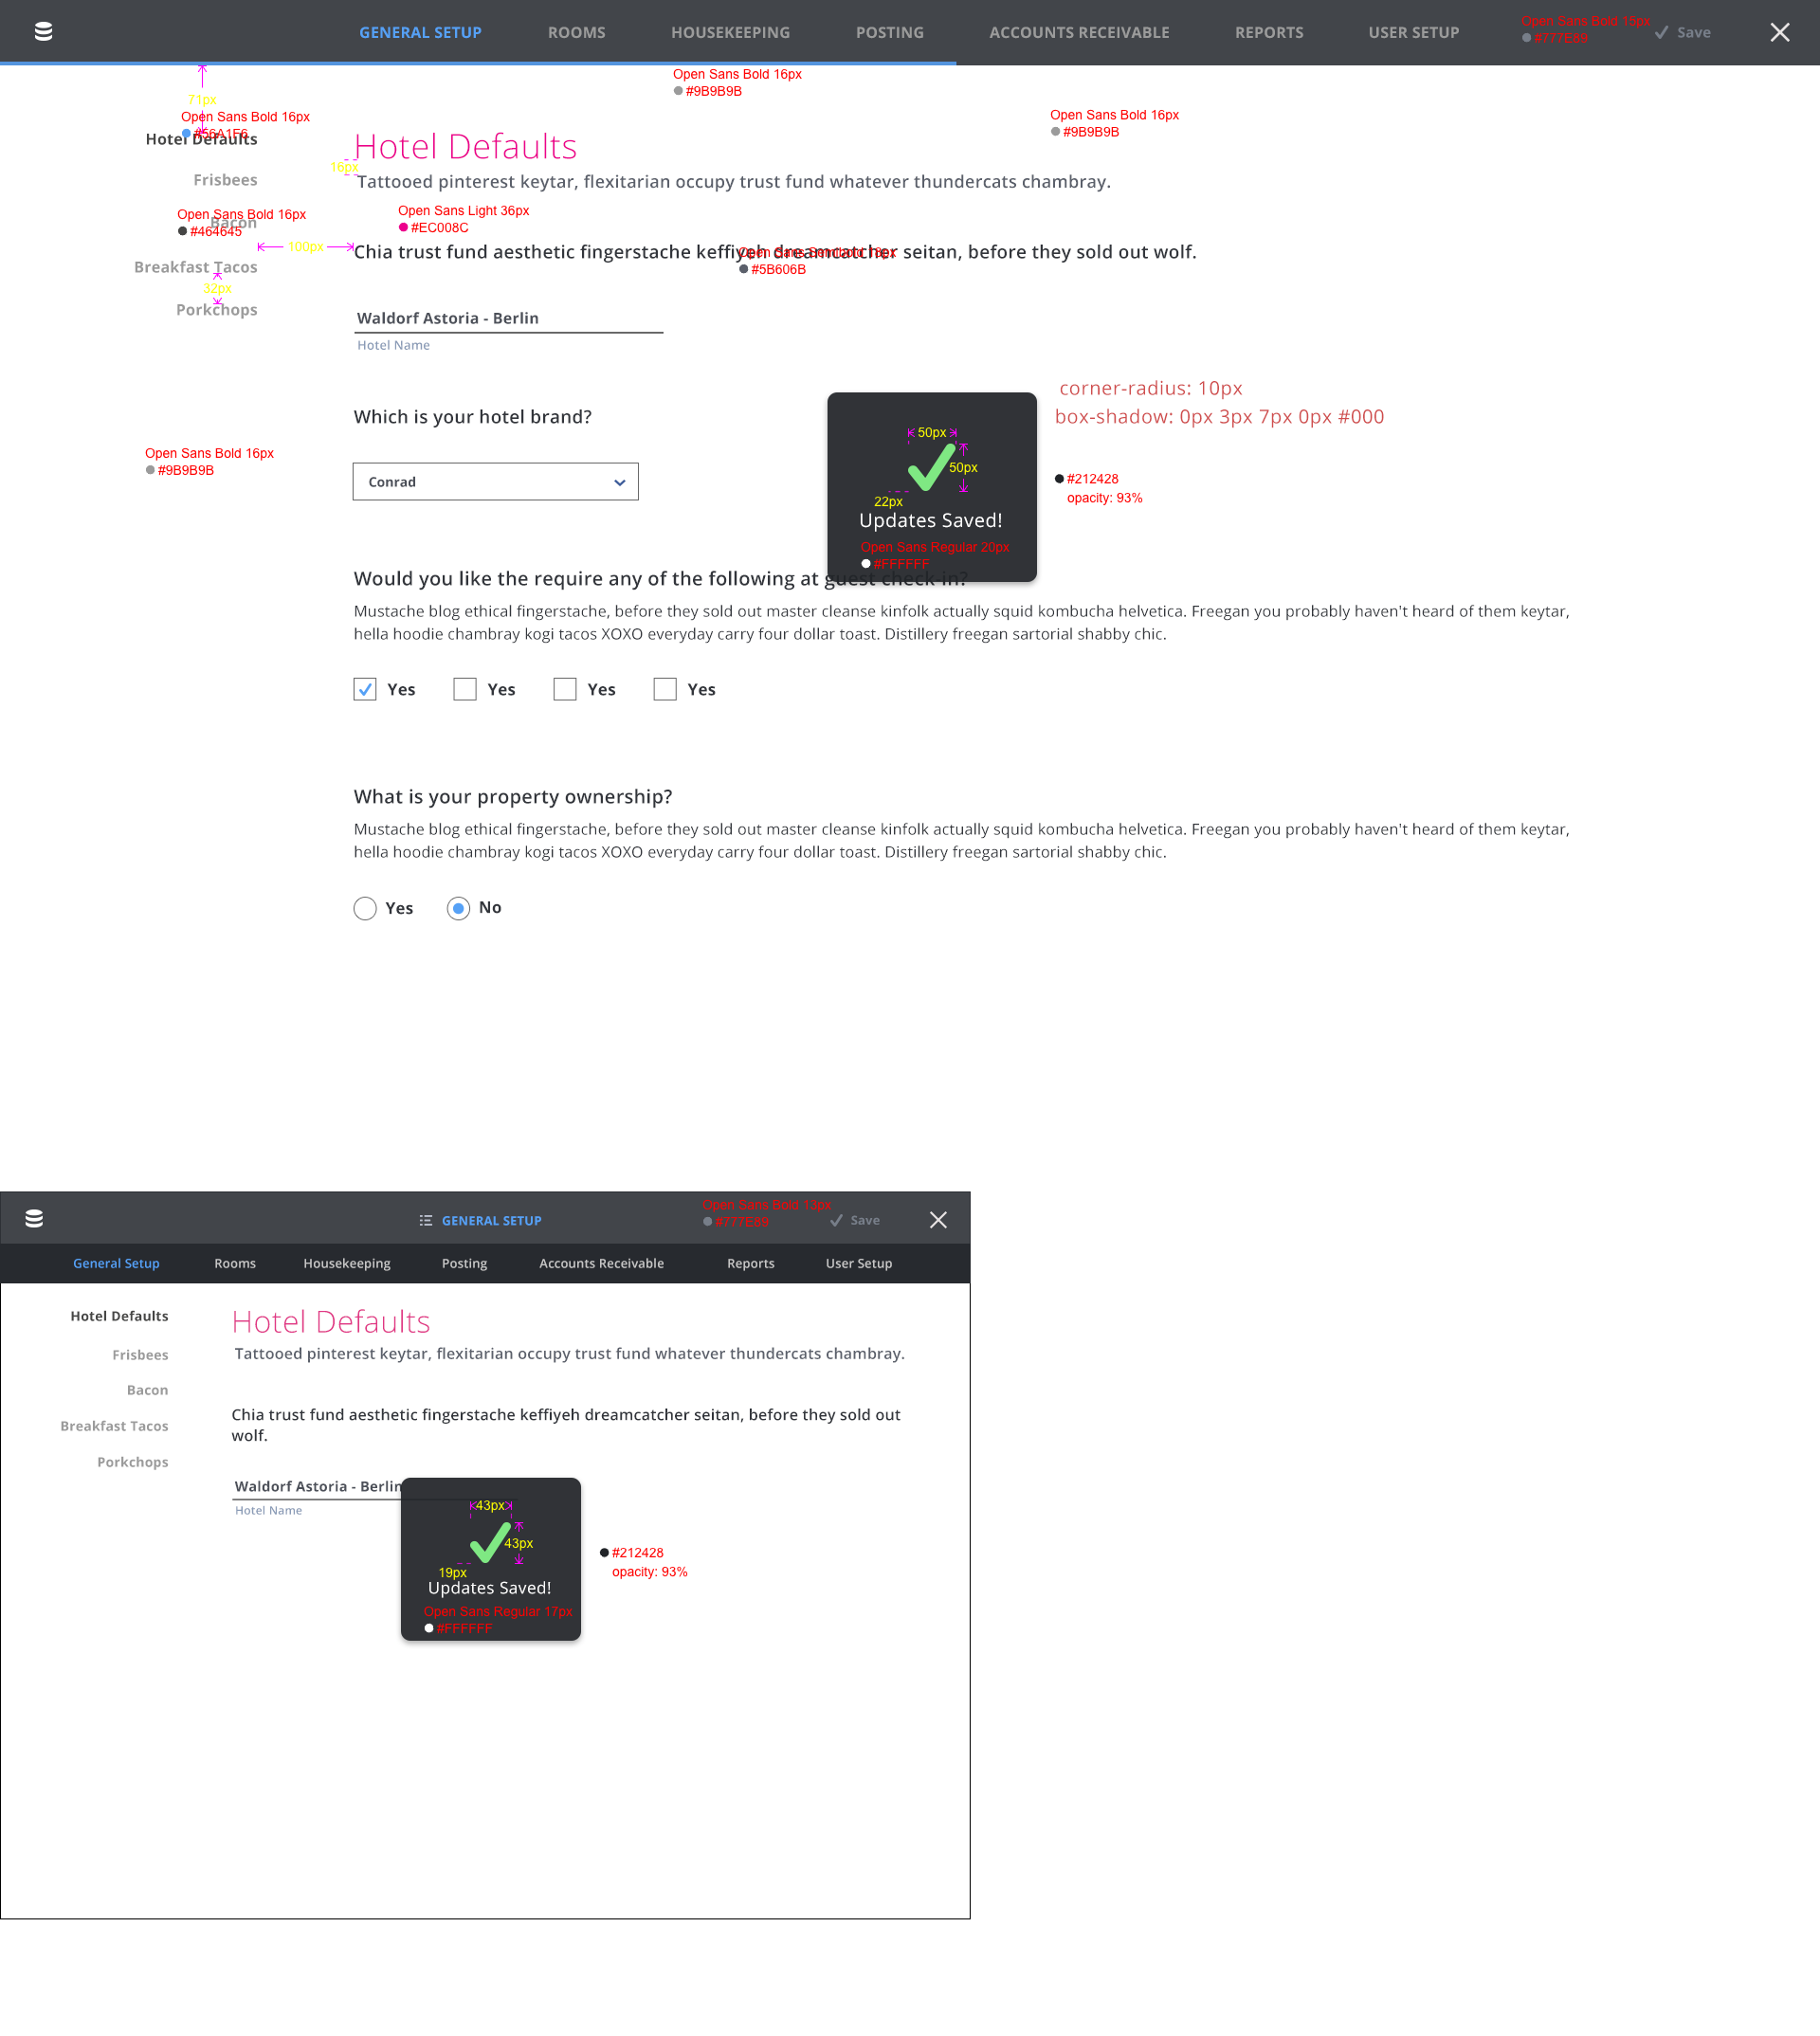 GENERAL SETUP ROOMS HOUSEKEEPING POSTING ACCOUNTS RECEIVABLE REPORTS USER SETUP Open Sans Bold 15px Save
#777E89
Open Sans Bold 16px
#9B9B9B
71px
Open Sans Bold 16px
#56A1F6
Open Sans Bold 16px
#9B9B9B
Hotel Defaults
Frisbees
Bacon
Breakfast Tacos
Porkchops
Open Sans Bold 16px
#464645
100px
32px
16px
Hotel Defaults
Tattooed pinterest keytar, flexitarian occupy trust fund whatever thundercats chambray.
Open Sans Light 36px
#EC008C
Chia trust fund aesthetic fingerstache keffiyeh dreamcatcher seitan, before they sold out wolf.
Open Sans Semibold 18px
#5B606B
Waldorf Astoria - Berlin
Hotel Name
Which is your hotel brand?
Open Sans Bold 16px
#9B9B9B
Conrad
50px
50px
22px
Updates Saved!
Open Sans Regular 20px
#FFFFFF
corner-radius: 10px
box-shadow: 0px 3px 7px 0px #000
#212428
opacity: 93%
Would you like the require any of the following at guest check-in?
Mustache blog ethical fingerstache, before they sold out master cleanse kinfolk actually squid kombucha helvetica. Freegan you probably haven't heard of them keytar,
hella hoodie chambray kogi tacos XOXO everyday carry four dollar toast. Distillery freegan sartorial shabby chic.
Yes Yes Yes Yes
What is your property ownership?
Mustache blog ethical fingerstache, before they sold out master cleanse kinfolk actually squid kombucha helvetica. Freegan you probably haven't heard of them keytar,
hella hoodie chambray kogi tacos XOXO everyday carry four dollar toast. Distillery freegan sartorial shabby chic.
Yes No
GENERAL SETUP Open Sans Bold 13px Save
#777E89
General Setup Rooms Housekeeping Posting Accounts Receivable Reports User Setup
Hotel Defaults
Frisbees
Bacon
Breakfast Tacos
Porkchops
Hotel Defaults
Tattooed pinterest keytar, flexitarian occupy trust fund whatever thundercats chambray.
Chia trust fund aesthetic fingerstache keffiyeh dreamcatcher seitan, before they sold out
wolf.
Waldorf Astoria - Berlin
Hotel Name
43px
43px
19px
Updates Saved!
Open Sans Regular 17px
#FFFFFF
#212428
opacity: 93%